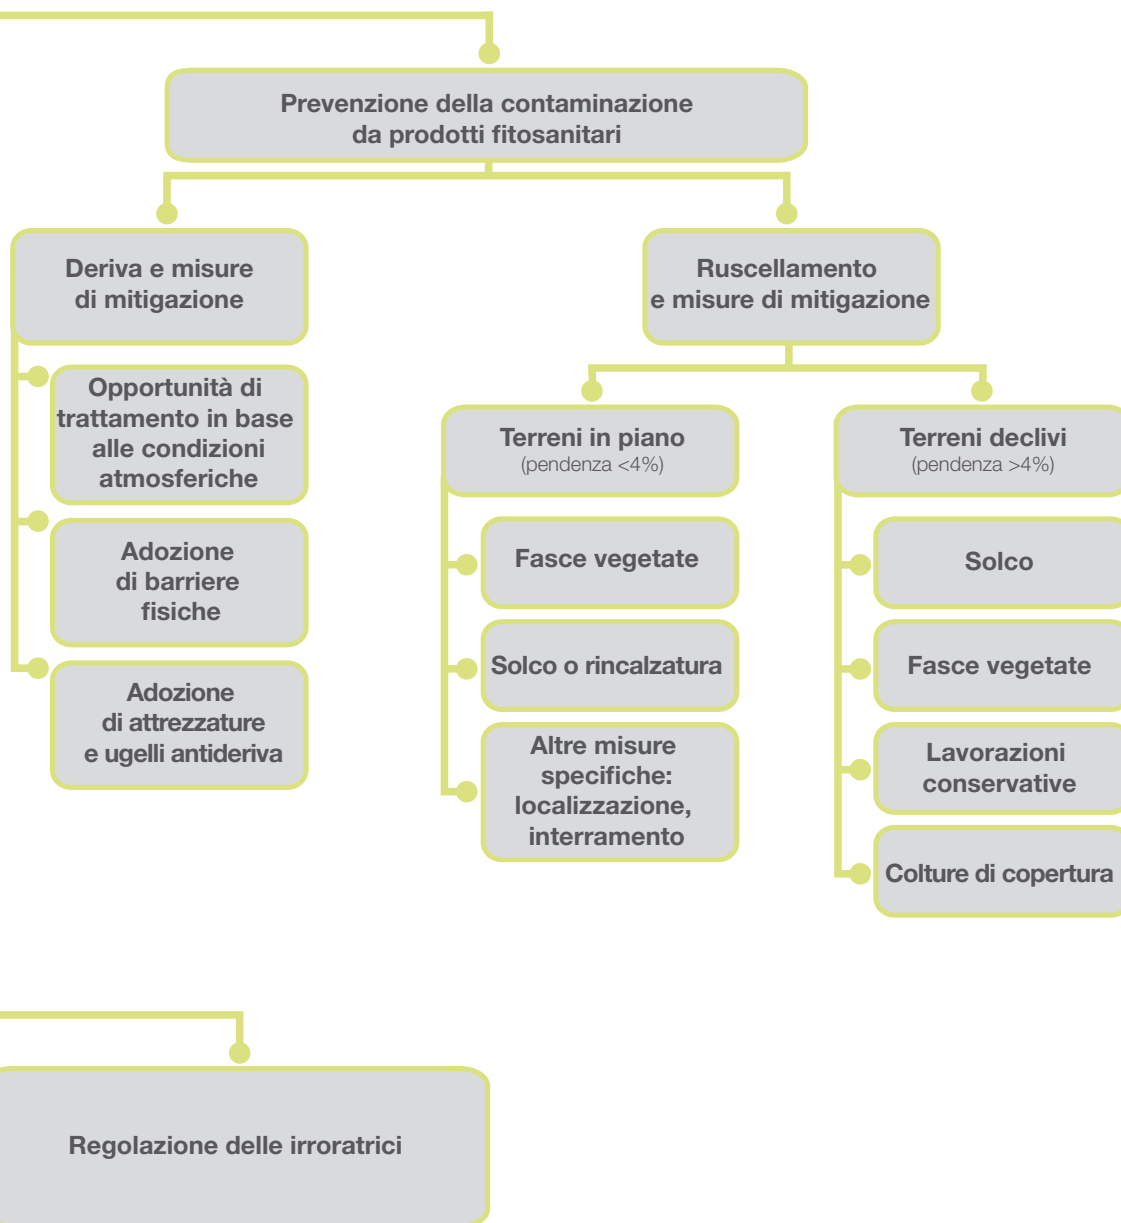 Prevenzione della contaminazione
da prodotti fitosanitari
Deriva e misure
di mitigazione
Opportunità di
trattamento in base
alle condizioni
atmosferiche
Adozione
di barriere
fisiche
Adozione
di attrezzature
e ugelli antideriva
Ruscellamento
e misure di mitigazione
Terreni in piano
(pendenza <4%)
Fasce vegetate
Solco o rincalzatura
Altre misure
specifiche:
localizzazione,
interramento
Terreni declivi
(pendenza >4%)
Solco
Fasce vegetate
Lavorazioni
conservative
Colture di copertura
Regolazione delle irroratrici